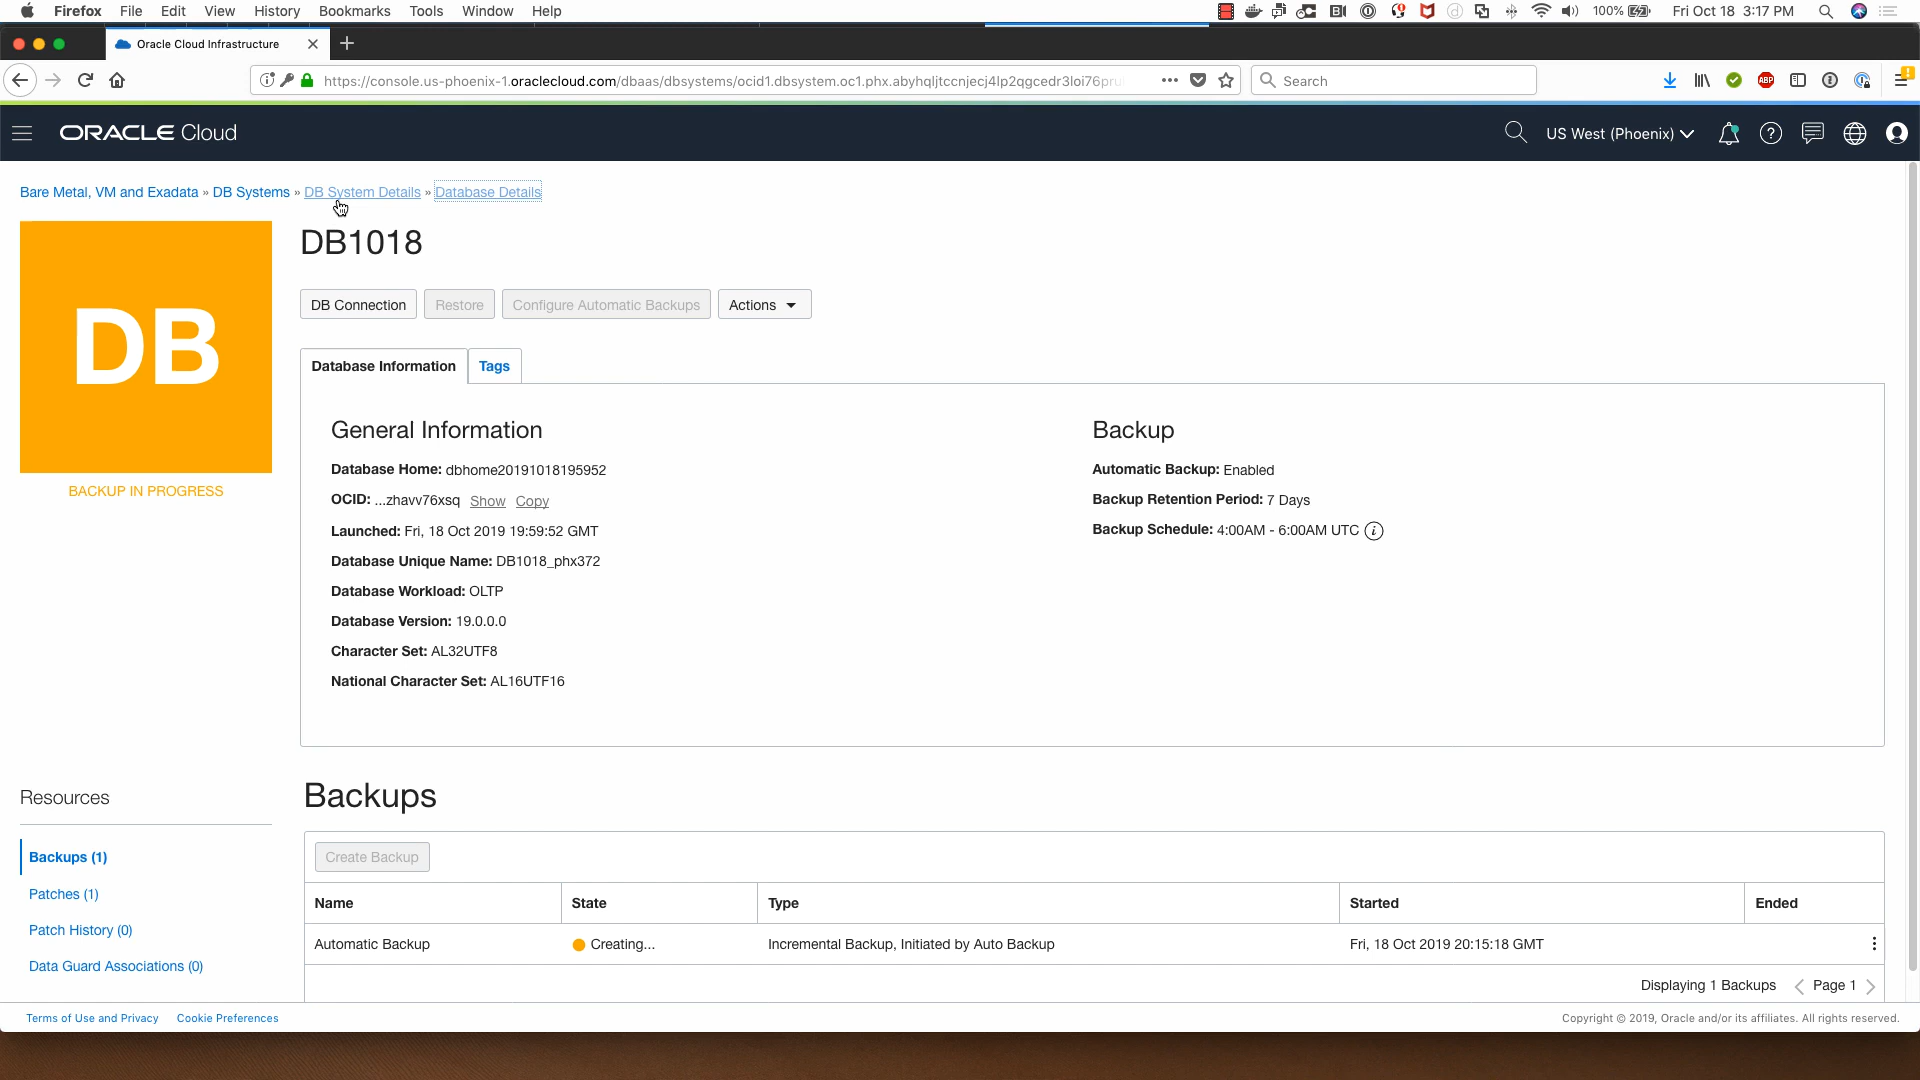 Firefox File Edit View History Bookmarks Tools Window Help 100% Fri Oct 18 3:17 PM
Oracle Cloud Infrastructure
https://console.us-phoenix-1.oraclecloud.com/dbaas/dbsystems/ocid1.dbsystem.oc1.phx.abyhqljtccnjecj4lp2qgcedr3loi76pru Search
ORACLE Cloud US West (Phoenix)
Bare Metal, VM and Exadata » DB Systems » DB System Details » Database Details
DB
BACKUP IN PROGRESS
DB1018
DB Connection Restore Configure Automatic Backups Actions
Database Information Tags
General Information
Database Home: dbhome20191018195952
OCID: ...zhavv76xsq Show Copy
Launched: Fri, 18 Oct 2019 19:59:52 GMT
Database Unique Name: DB1018_phx372
Database Workload: OLTP
Database Version: 19.0.0.0
Character Set: AL32UTF8
National Character Set: AL16UTF16
Backup
Automatic Backup: Enabled
Backup Retention Period: 7 Days
Backup Schedule: 4:00AM - 6:00AM UTC
Resources
Backups (1)
Patches (1)
Patch History (0)
Data Guard Associations (0)
Backups
Create Backup
Name State Type Started Ended
Automatic Backup Creating... Incremental Backup, Initiated by Auto Backup Fri, 18 Oct 2019 20:15:18 GMT
Displaying 1 Backups Page 1
Terms of Use and Privacy Cookie Preferences Copyright © 2019, Oracle and/or its affiliates. All rights reserved.